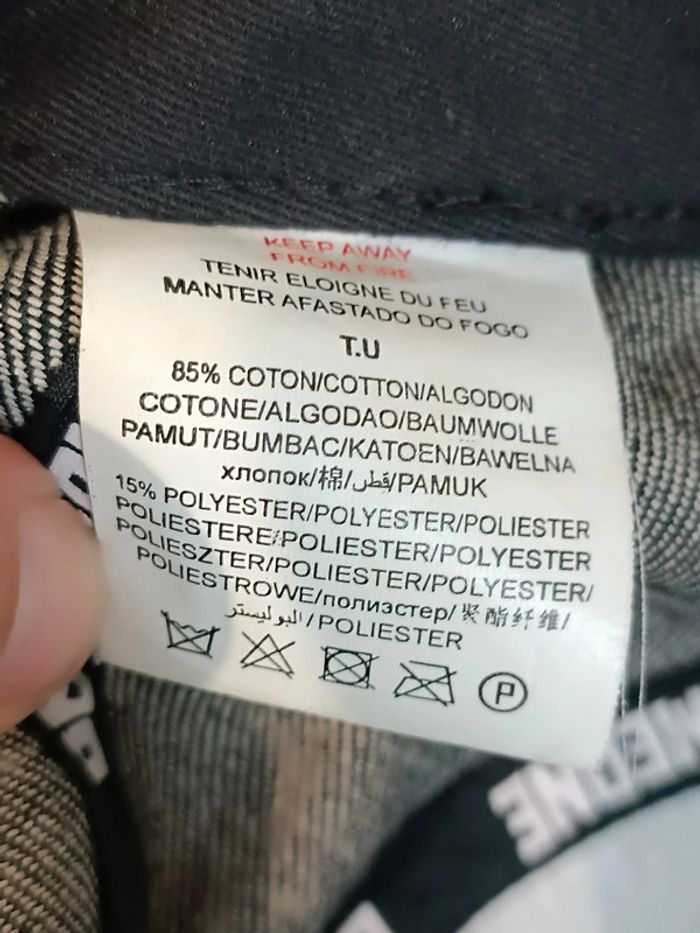 KEEP AWAY
FROM FIRE
TENIR ELOIGNE DU FEU
MANTER AFASTADO DO FOGO
T.U
85% COTON/COTTON/ALGODON
COTONE/ALGODAO/BAUMWOLLE
PAMUT/BUMBAC/KATOEN/BAWELNA
хлопок/棉/قطن/PAMUK
15% POLYESTER/POLYESTER/POLIESTER
POLIESTERE/POLIESTER/POLYESTER
POLIESZTER/POLIESTER/POLYESTER/
POLIESTROWE/полиэстер/聚酯纤维/
البوليستر/POLIESTER
P